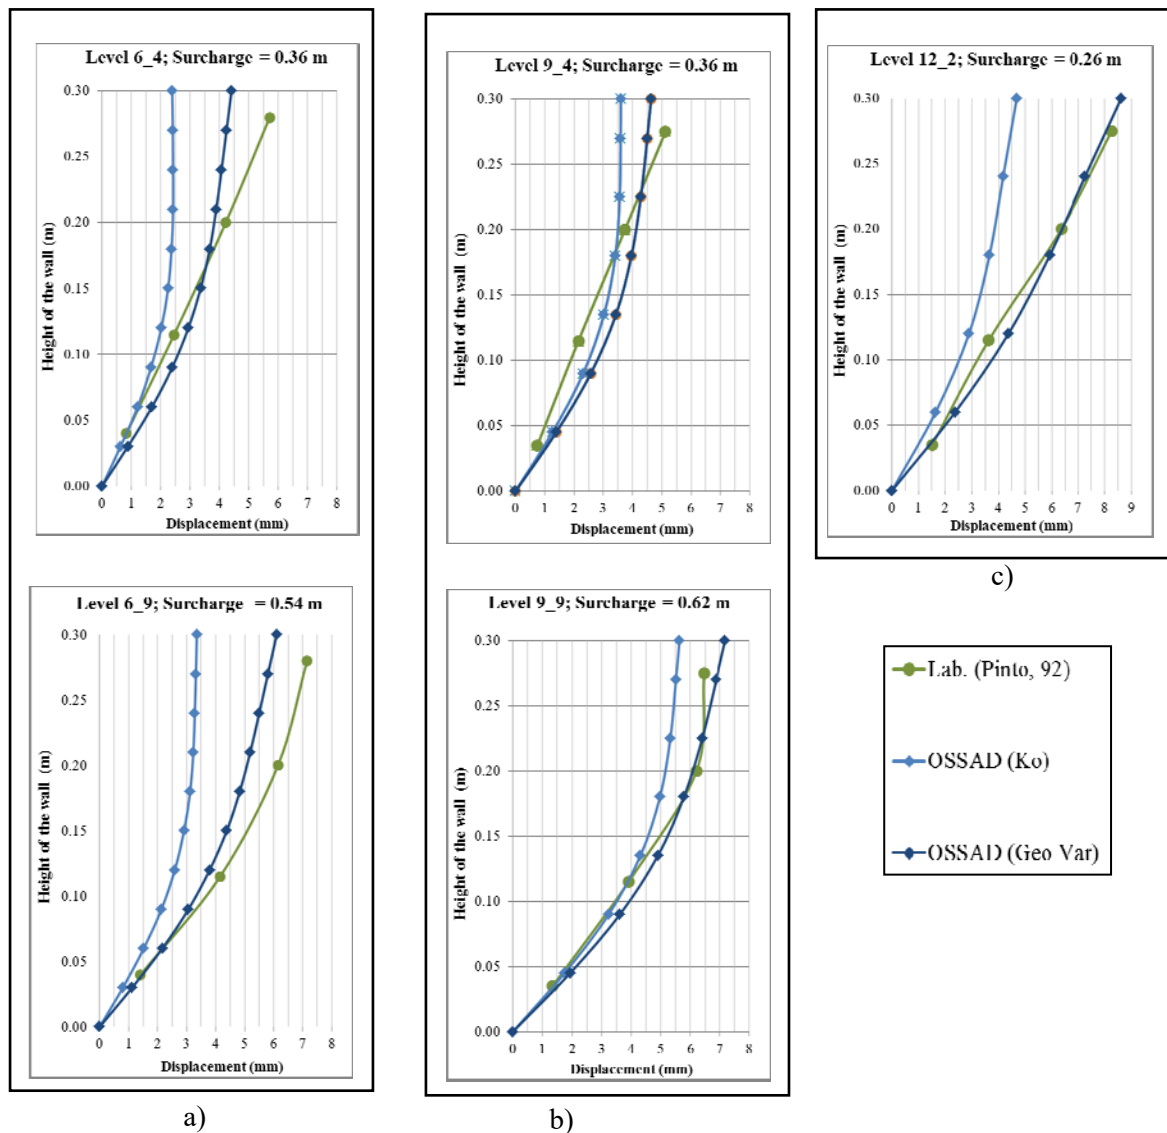 Level 6_4; Surcharge = 0.36 m
0.30
0.25
0.20
0.15
0.10
0.05
0.00
Height of the wall (m)
0 1 2 3 4 5 6 7 8
Displacement (mm)
Level 6_9; Surcharge = 0.54 m
0.30
0.25
0.20
0.15
0.10
0.05
0.00
Height of the wall (m)
0 1 2 3 4 5 6 7 8
Displacement (mm)
a)
Level 9_4; Surcharge = 0.36 m
0.30
0.25
0.20
0.15
0.10
0.05
0.00
Height of the wall (m)
0 1 2 3 4 5 6 7 8
Displacement (mm)
Level 9_9; Surcharge = 0.62 m
0.30
0.25
0.20
0.15
0.10
0.05
0.00
Height of the wall (m)
0 1 2 3 4 5 6 7 8
Displacement (mm)
b)
Level 12_2; Surcharge = 0.26 m
0.30
0.25
0.20
0.15
0.10
0.05
0.00
Height of the wall (m)
0 1 2 3 4 5 6 7 8 9
Displacement (mm)
c)
Lab. (Pinto, 92)
OSSAD (Ko)
OSSAD (Geo Var)